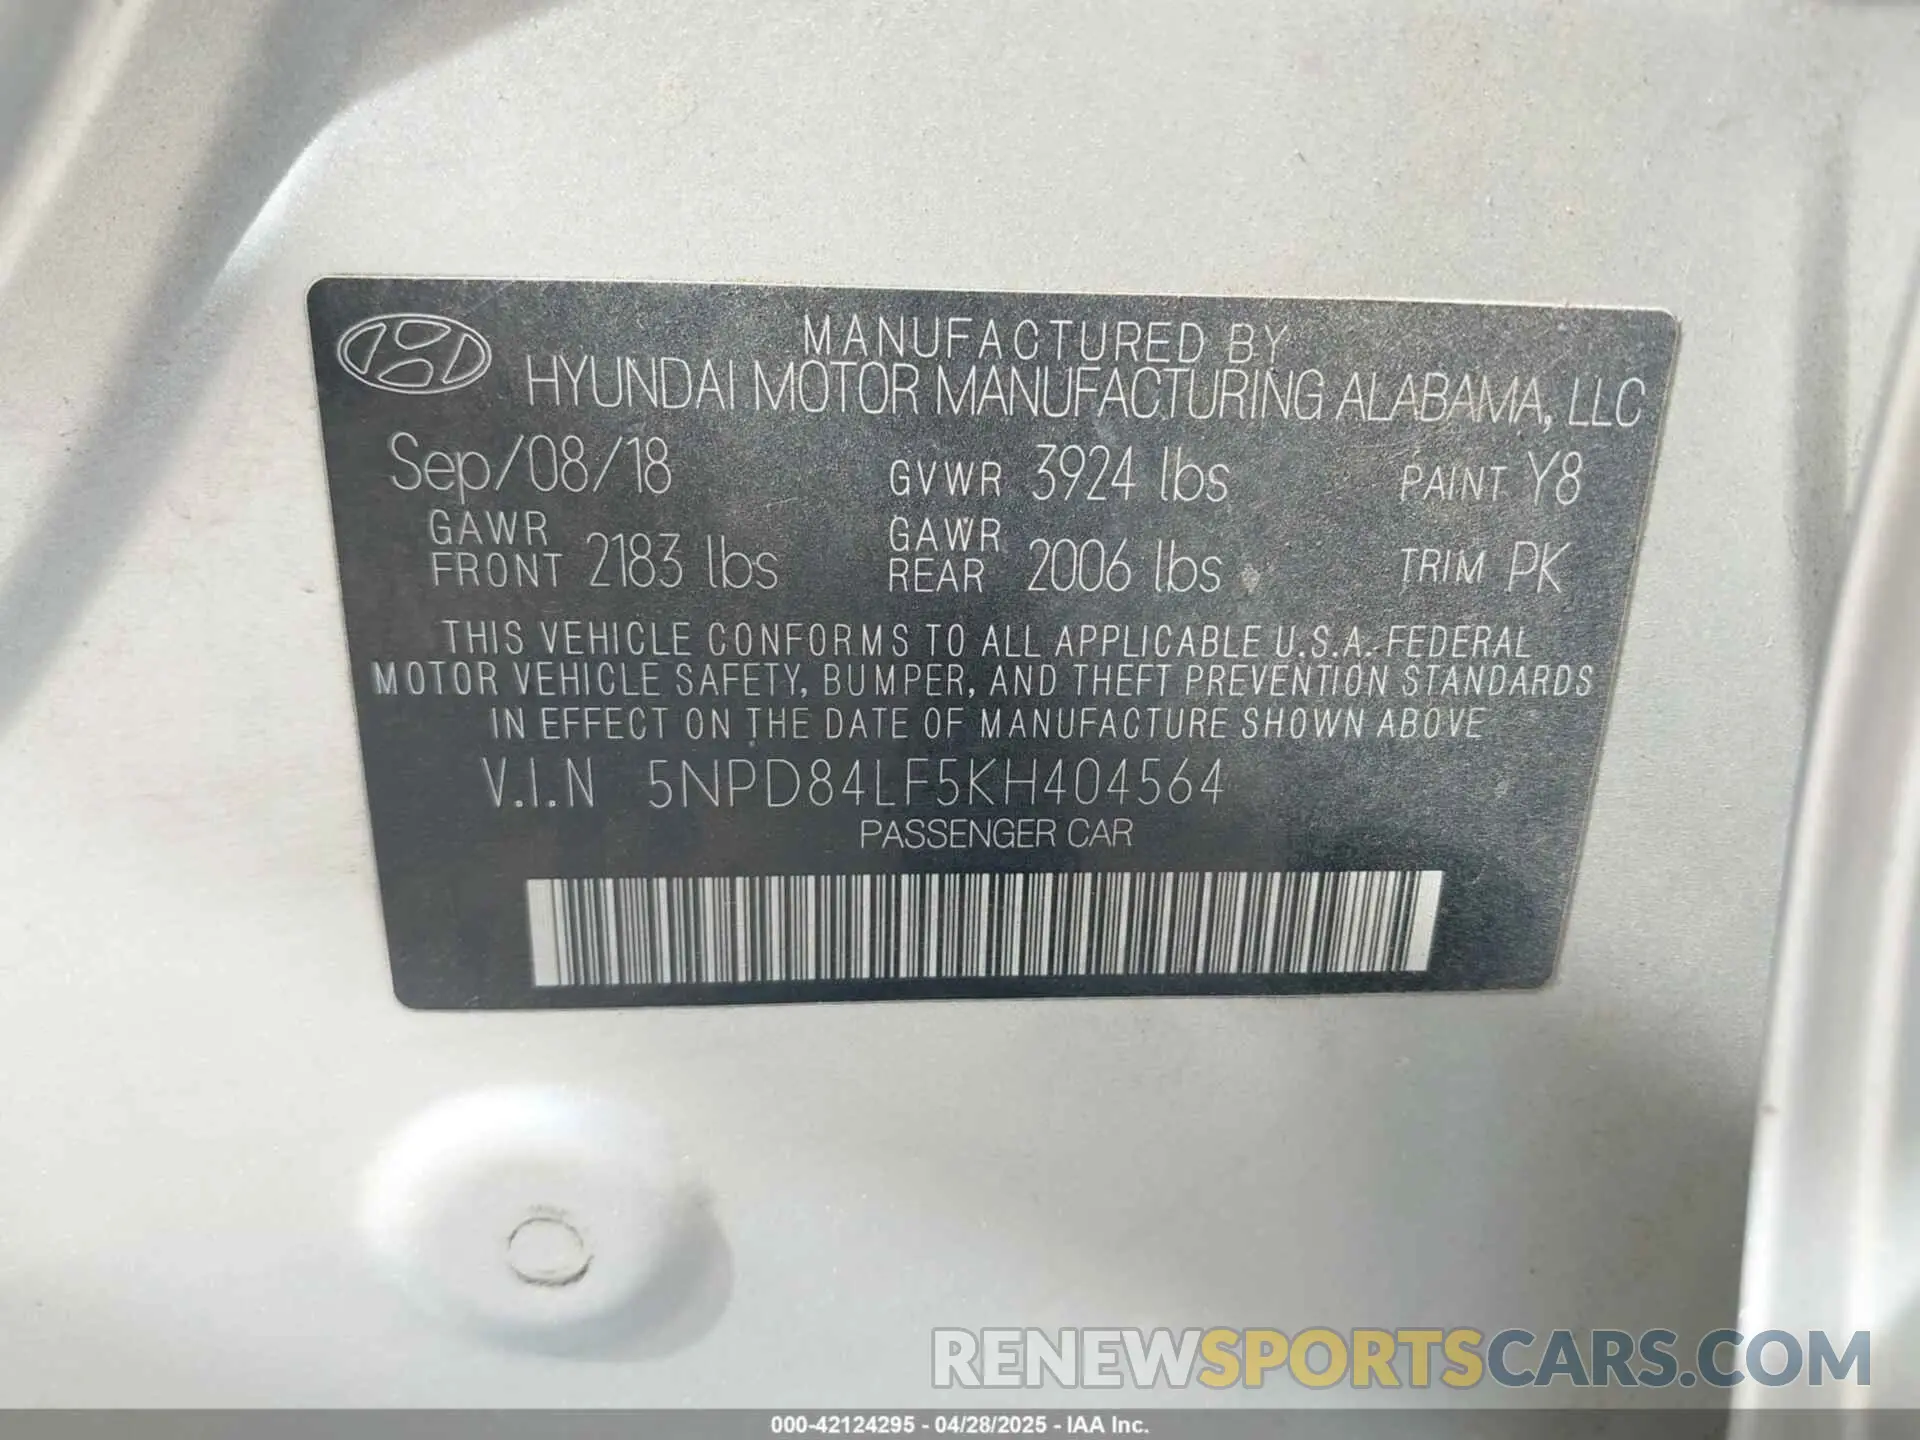 MANUFACTURED BY
HYUNDAI MOTOR MANUFACTURING ALABAMA, LLC
Sep/08/18 GVWR 3924 lbs PAINT Y8
GAWR FRONT 2183 lbs GAWR REAR 2006 lbs TRIM PK
THIS VEHICLE CONFORMS TO ALL APPLICABLE U.S.A. FEDERAL
MOTOR VEHICLE SAFETY, BUMPER, AND THEFT PREVENTION STANDARDS
IN EFFECT ON THE DATE OF MANUFACTURE SHOWN ABOVE
V.I.N 5NPD84LF5KH404564
PASSENGER CAR
RENEWSPORTSCARS.COM
000-42124295 - 04/28/2025 - IAA Inc.